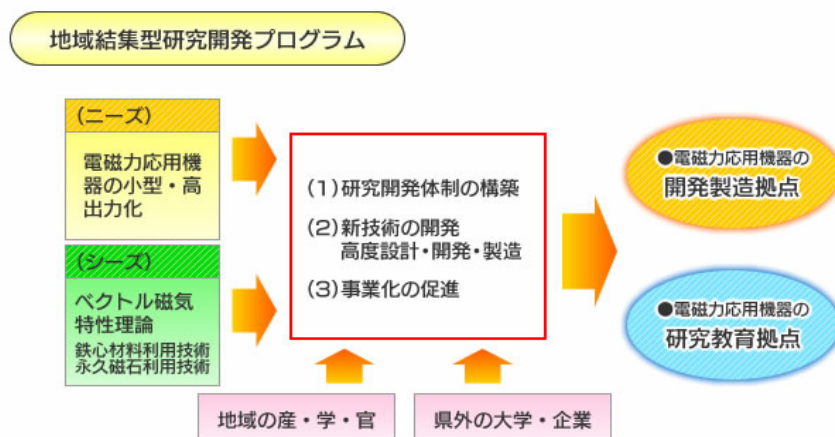 地域結集型研究開発プログラム
(ニーズ)
電磁力応用機
器の小型・高
出力化
(シーズ)
ベクトル磁気
特性理論
鉄心材料利用技術
永久磁石利用技術
(1)研究開発体制の構築
(2)新技術の開発
高度設計・開発・製造
(3)事業化の促進
●電磁力応用機器の
開発製造拠点
●電磁力応用機器の
研究教育拠点
地域の産・学・官
県外の大学・企業